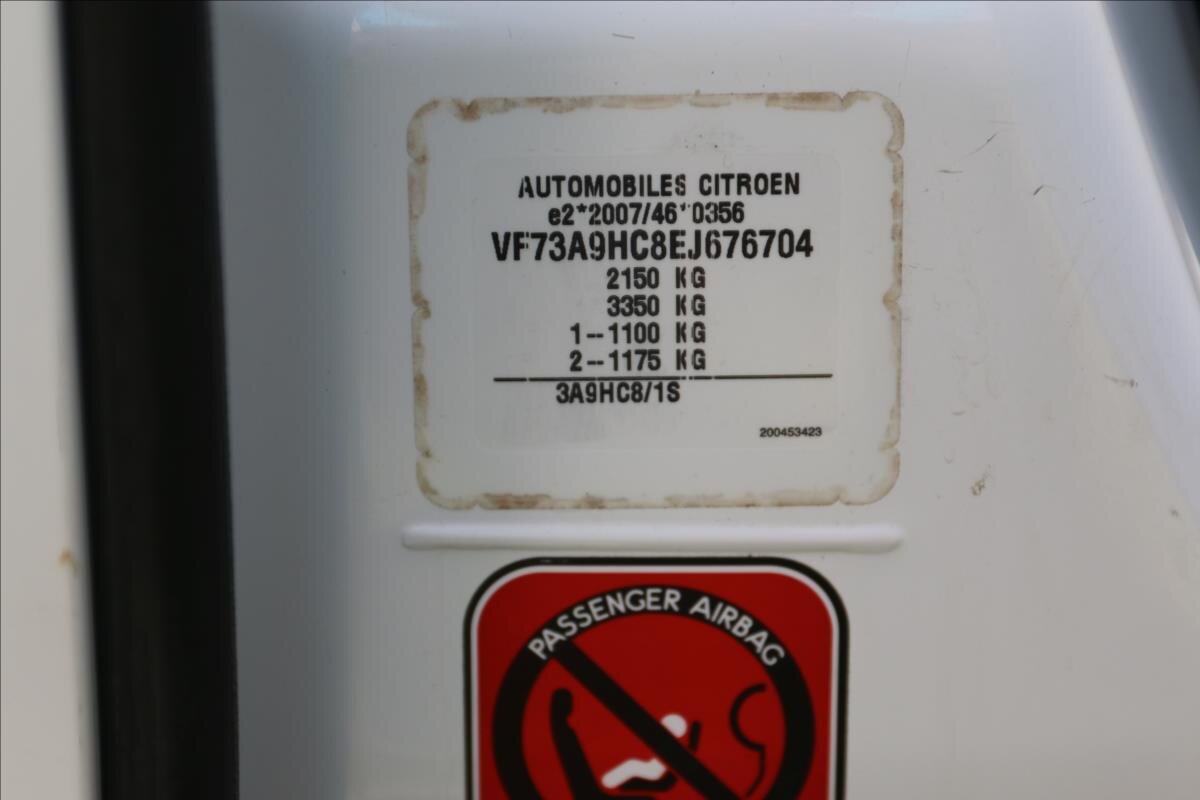 AUTOMOBILES CITROEN
e2*2007/46*0356
VF73A9HC8EJ676704
2150 KG
3350 KG
1--1100 KG
2--1175 KG
3A9HC8/1S
200453423
PASSENGER AIRBAG